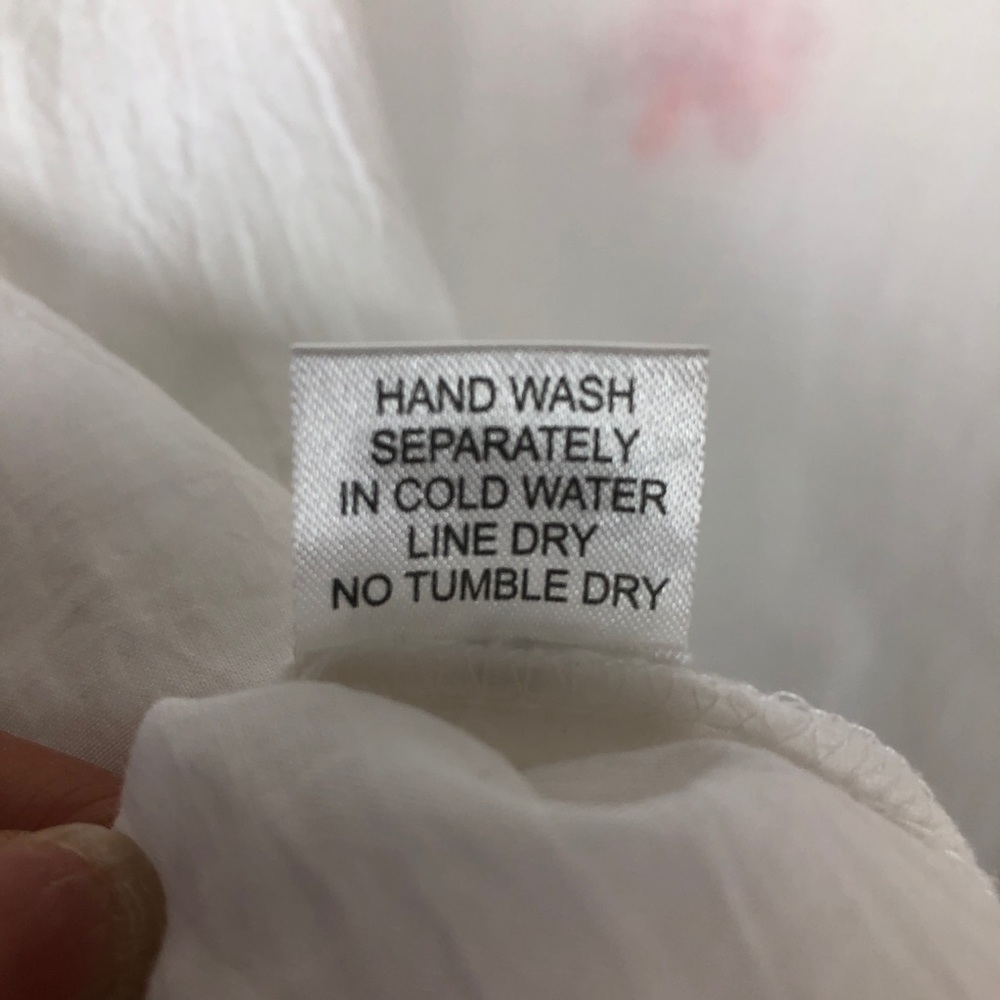 HAND WASH
SEPARATELY
IN COLD WATER
LINE DRY
NO TUMBLE DRY